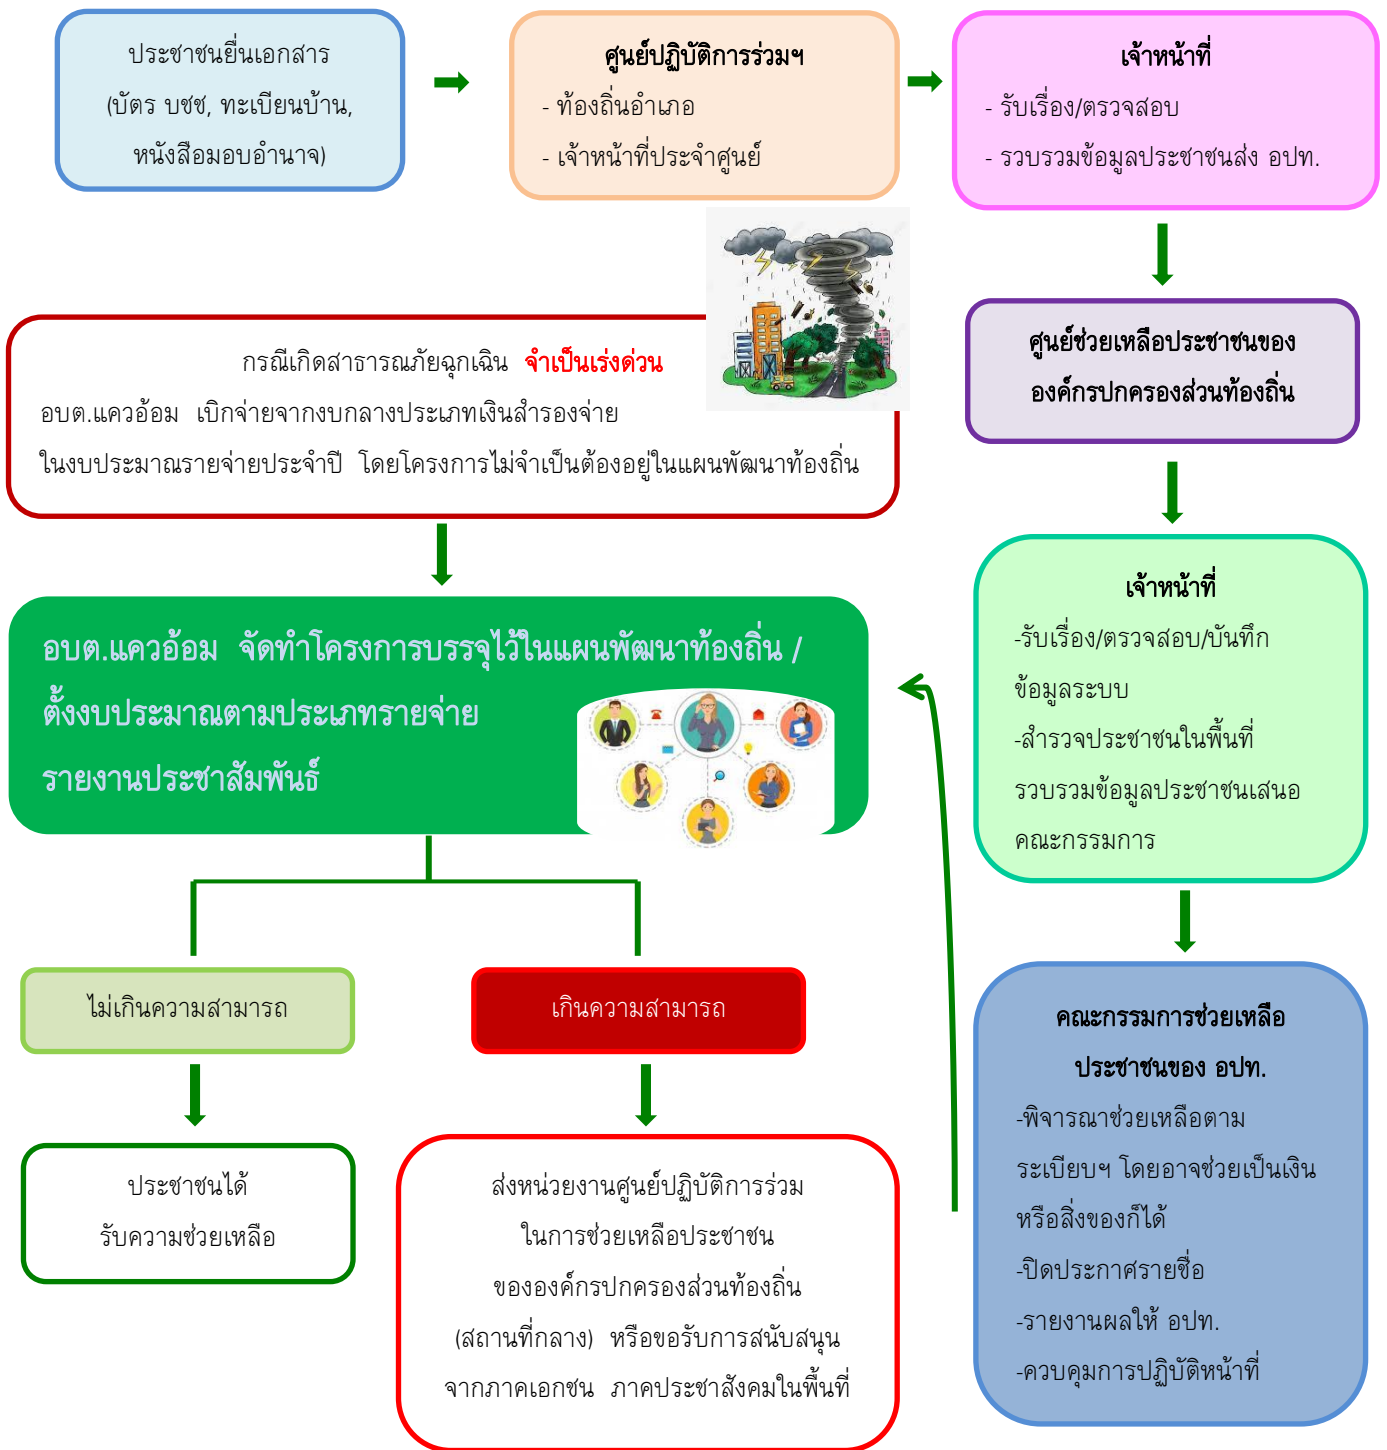 ประชาชนยื่นเอกสาร
(บัตร บชช, ทะเบียนบ้าน,
หนังสือมอบอำนาจ)
ศูนย์ปฏิบัติการร่วมฯ
- ท้องถิ่นอำเภอ
- เจ้าหน้าที่ประจำศูนย์
เจ้าหน้าที่
- รับเรื่อง/ตรวจสอบ
- รวบรวมข้อมูลประชาชนส่ง อปท.
ศูนย์ช่วยเหลือประชาชนของ
องค์กรปกครองส่วนท้องถิ่น
กรณีเกิดสาธารณภัยฉุกเฉิน จำเป็นเร่งด่วน
อบต.แควอ้อม เบิกจ่ายจากงบกลางประเภทเงินสำรองจ่าย
ในงบประมาณรายจ่ายประจำปี โดยโครงการไม่จำเป็นต้องอยู่ในแผนพัฒนาท้องถิ่น
เจ้าหน้าที่
-รับเรื่อง/ตรวจสอบ/บันทึก
ข้อมูลระบบ
-สำรวจประชาชนในพื้นที่
รวบรวมข้อมูลประชาชนเสนอ
คณะกรรมการ
อบต.แควอ้อม จัดทำโครงการบรรจุไว้ในแผนพัฒนาท้องถิ่น /
ตั้งงบประมาณตามประเภทรายจ่าย
รายงานประชาสัมพันธ์
คณะกรรมการช่วยเหลือ
ประชาชนของ อปท.
-พิจารณาช่วยเหลือตาม
ระเบียบฯ โดยอาจช่วยเป็นเงิน
หรือสิ่งของก็ได้
-ปิดประกาศรายชื่อ
-รายงานผลให้ อปท.
-ควบคุมการปฏิบัติหน้าที่
ไม่เกินความสามารถ
เกินความสามารถ
ประชาชนได้
รับความช่วยเหลือ
ส่งหน่วยงานศูนย์ปฏิบัติการร่วม
ในการช่วยเหลือประชาชน
ขององค์กรปกครองส่วนท้องถิ่น
(สถานที่กลาง) หรือขอรับการสนับสนุน
จากภาคเอกชน ภาคประชาสังคมในพื้นที่